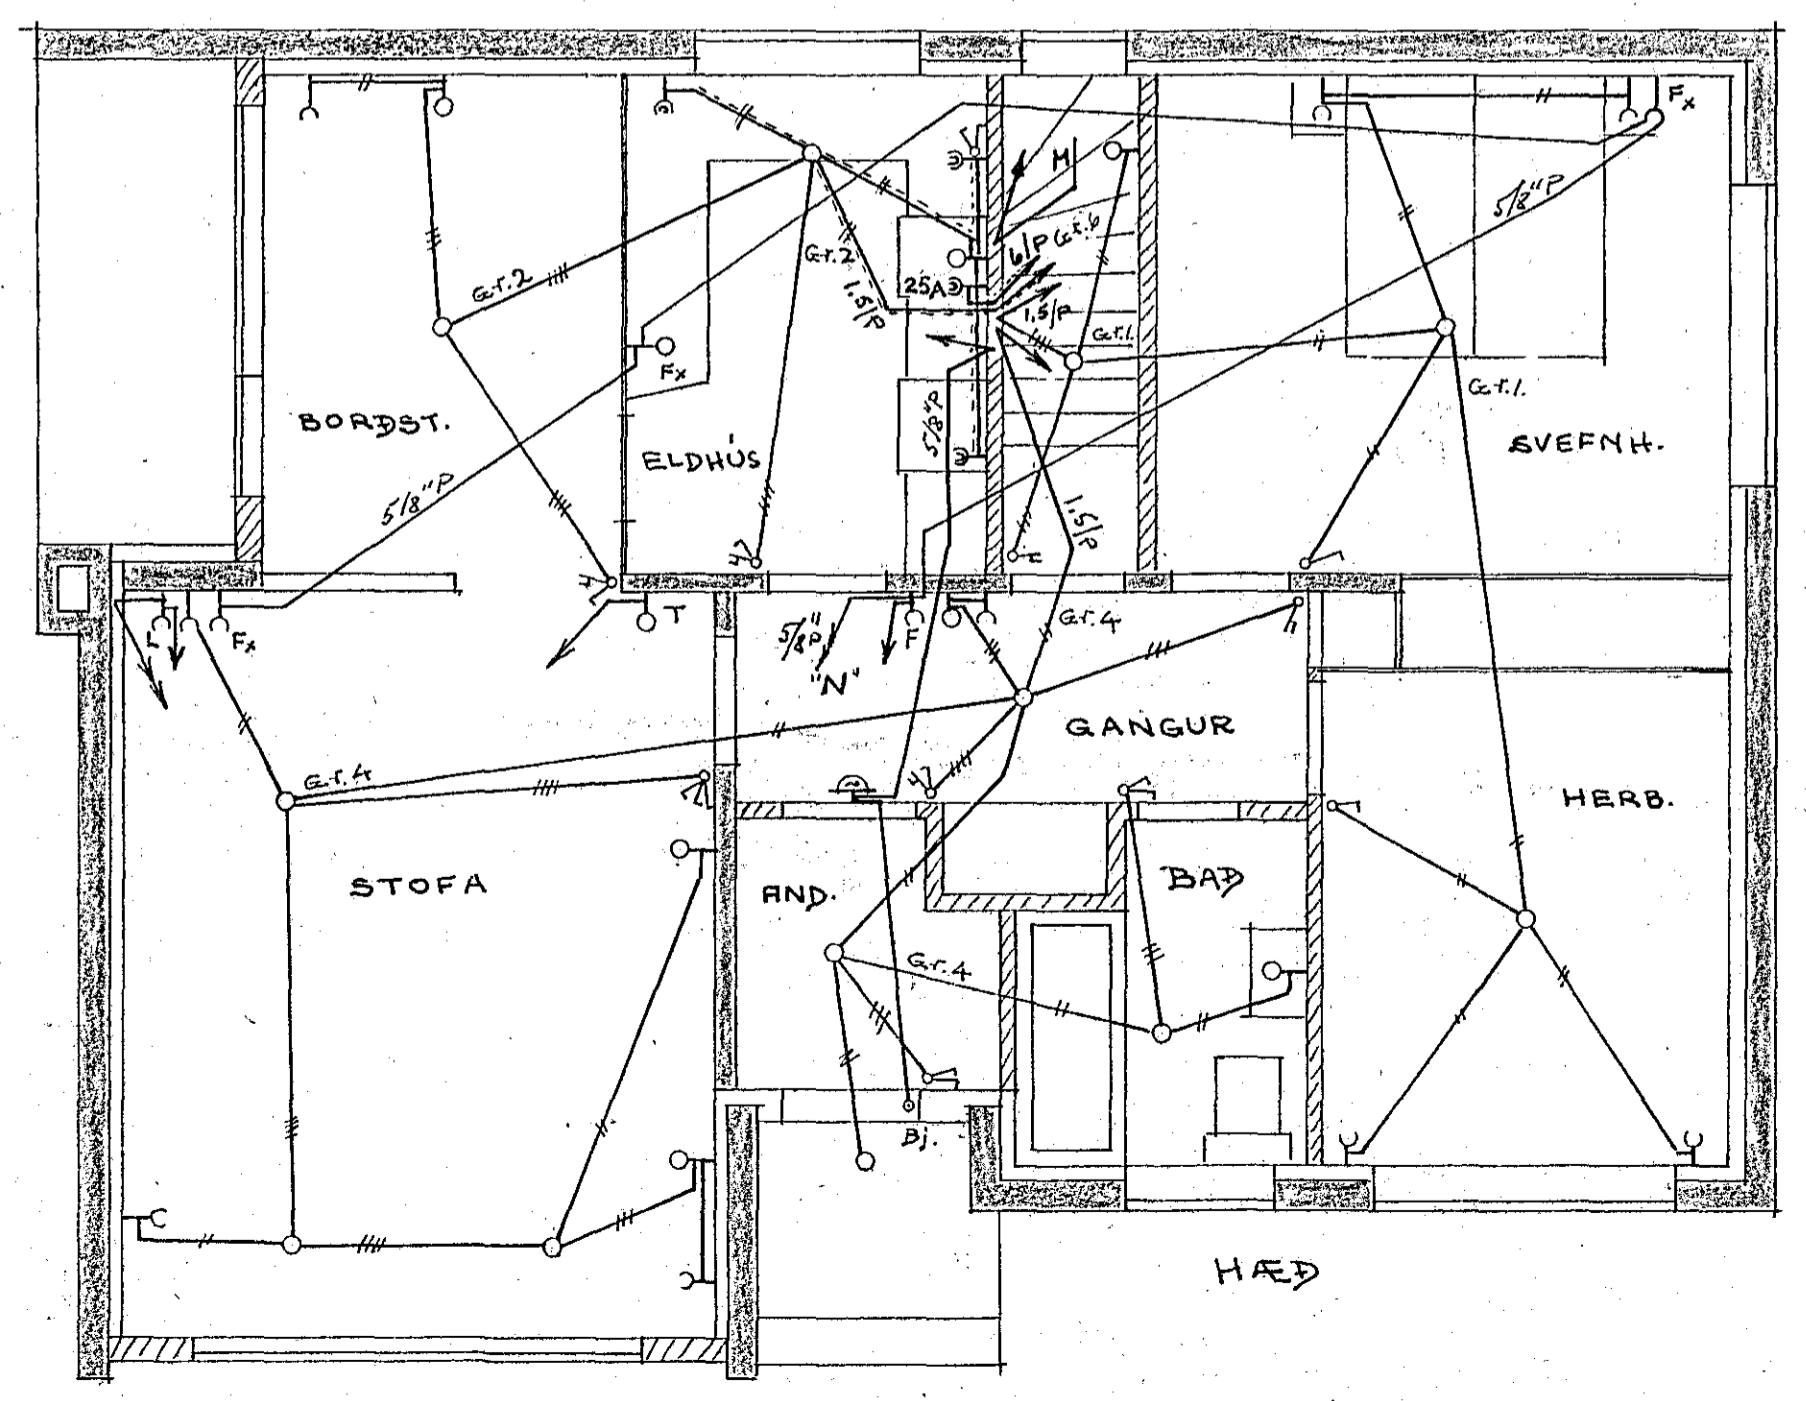 Fx
M
5/8"P
Gr.2
6/P Gr.6
Gr.2
25A
1.5/P
1.5/P
Gr.1.
Fx
Gr.1.
BORDST.
ELDHÚS
5/8"P
SVEFNH.
5/8"P
1.5/P
T
Fx
5/8"P
F
Gr.4
"N"
GANGUR
Gr.4
HERB.
STOFA
AND.
BAD
Gr.4
Bj.
HÆÐ